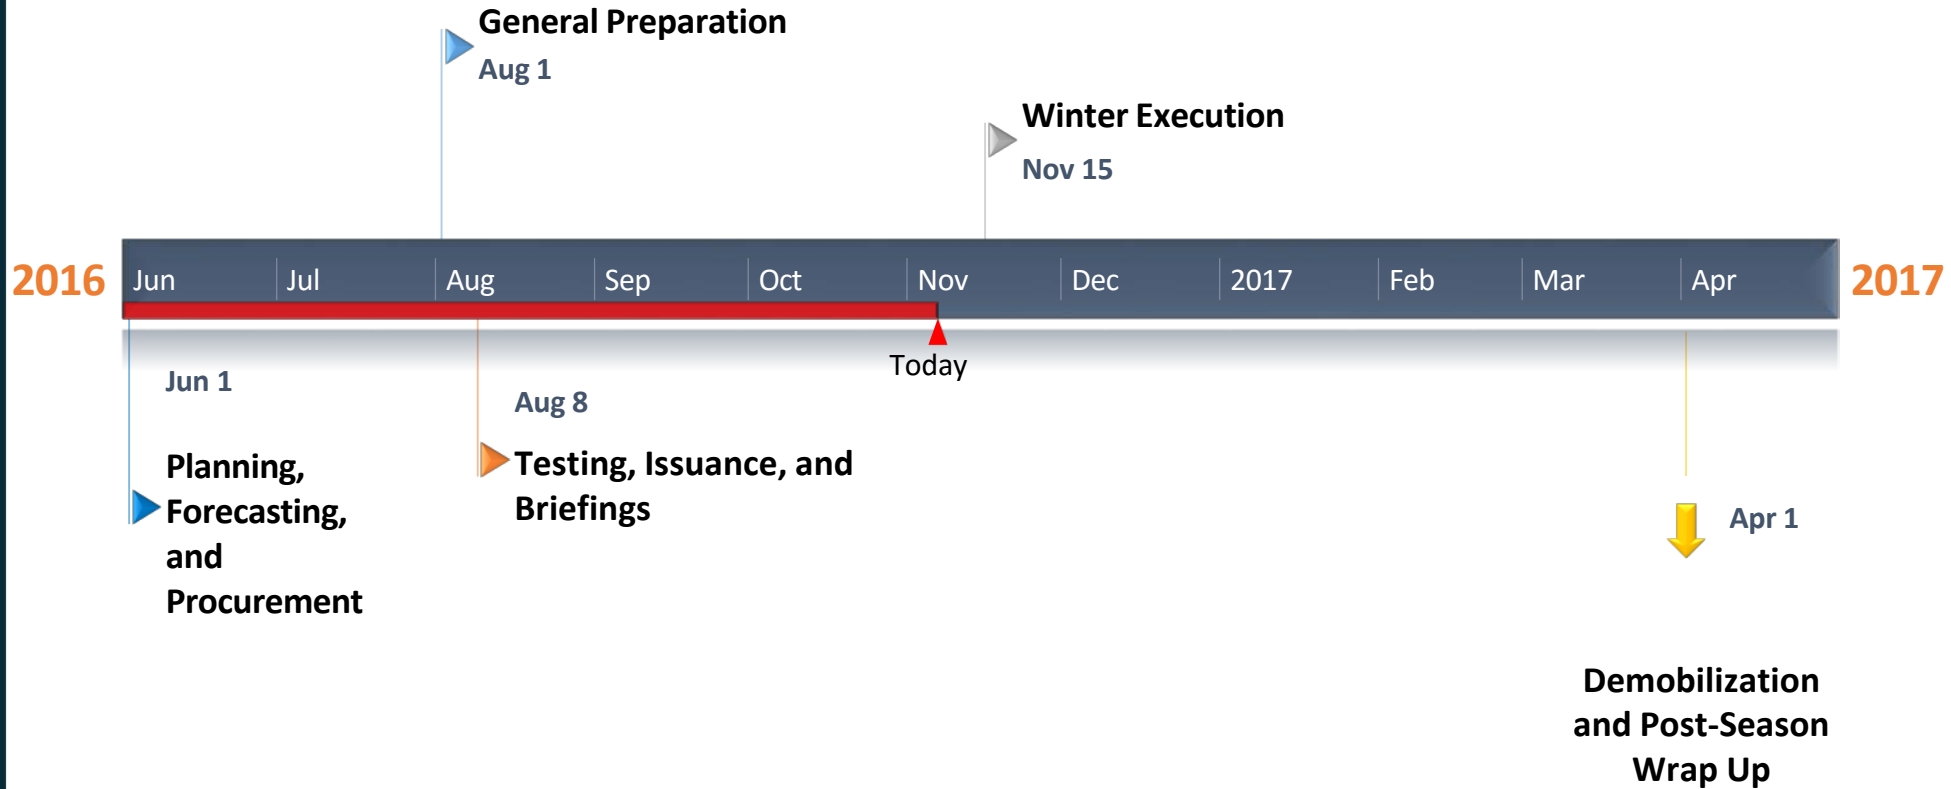 General Preparation
Aug 1
Winter Execution
Nov 15
2016 Jun Jul Aug Sep Oct Nov Dec 2017 Feb Mar Apr 2017
Today
Jun 1
Planning,
Forecasting,
and
Procurement
Aug 8
Testing, Issuance, and
Briefings
Apr 1
Demobilization
and Post-Season
Wrap Up